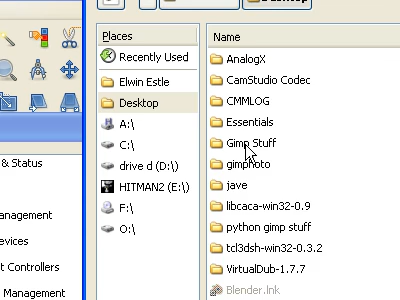 Desktop
Places
Recently Used
Elwin Estle
Desktop
A:\
C:\
drive d (D:\)
HITMAN2 (E:\)
F:\
O:\
Name
AnalogX
CamStudio Codec
CMMLOG
Essentials
Gimp Stuff
gimphoto
jave
libcaca-win32-0.9
python gimp stuff
tcl3dsh-win32-0.3.2
VirtualDub-1.7.7
Blender.lnk
& Status
anagement
evices
t Controllers
Management